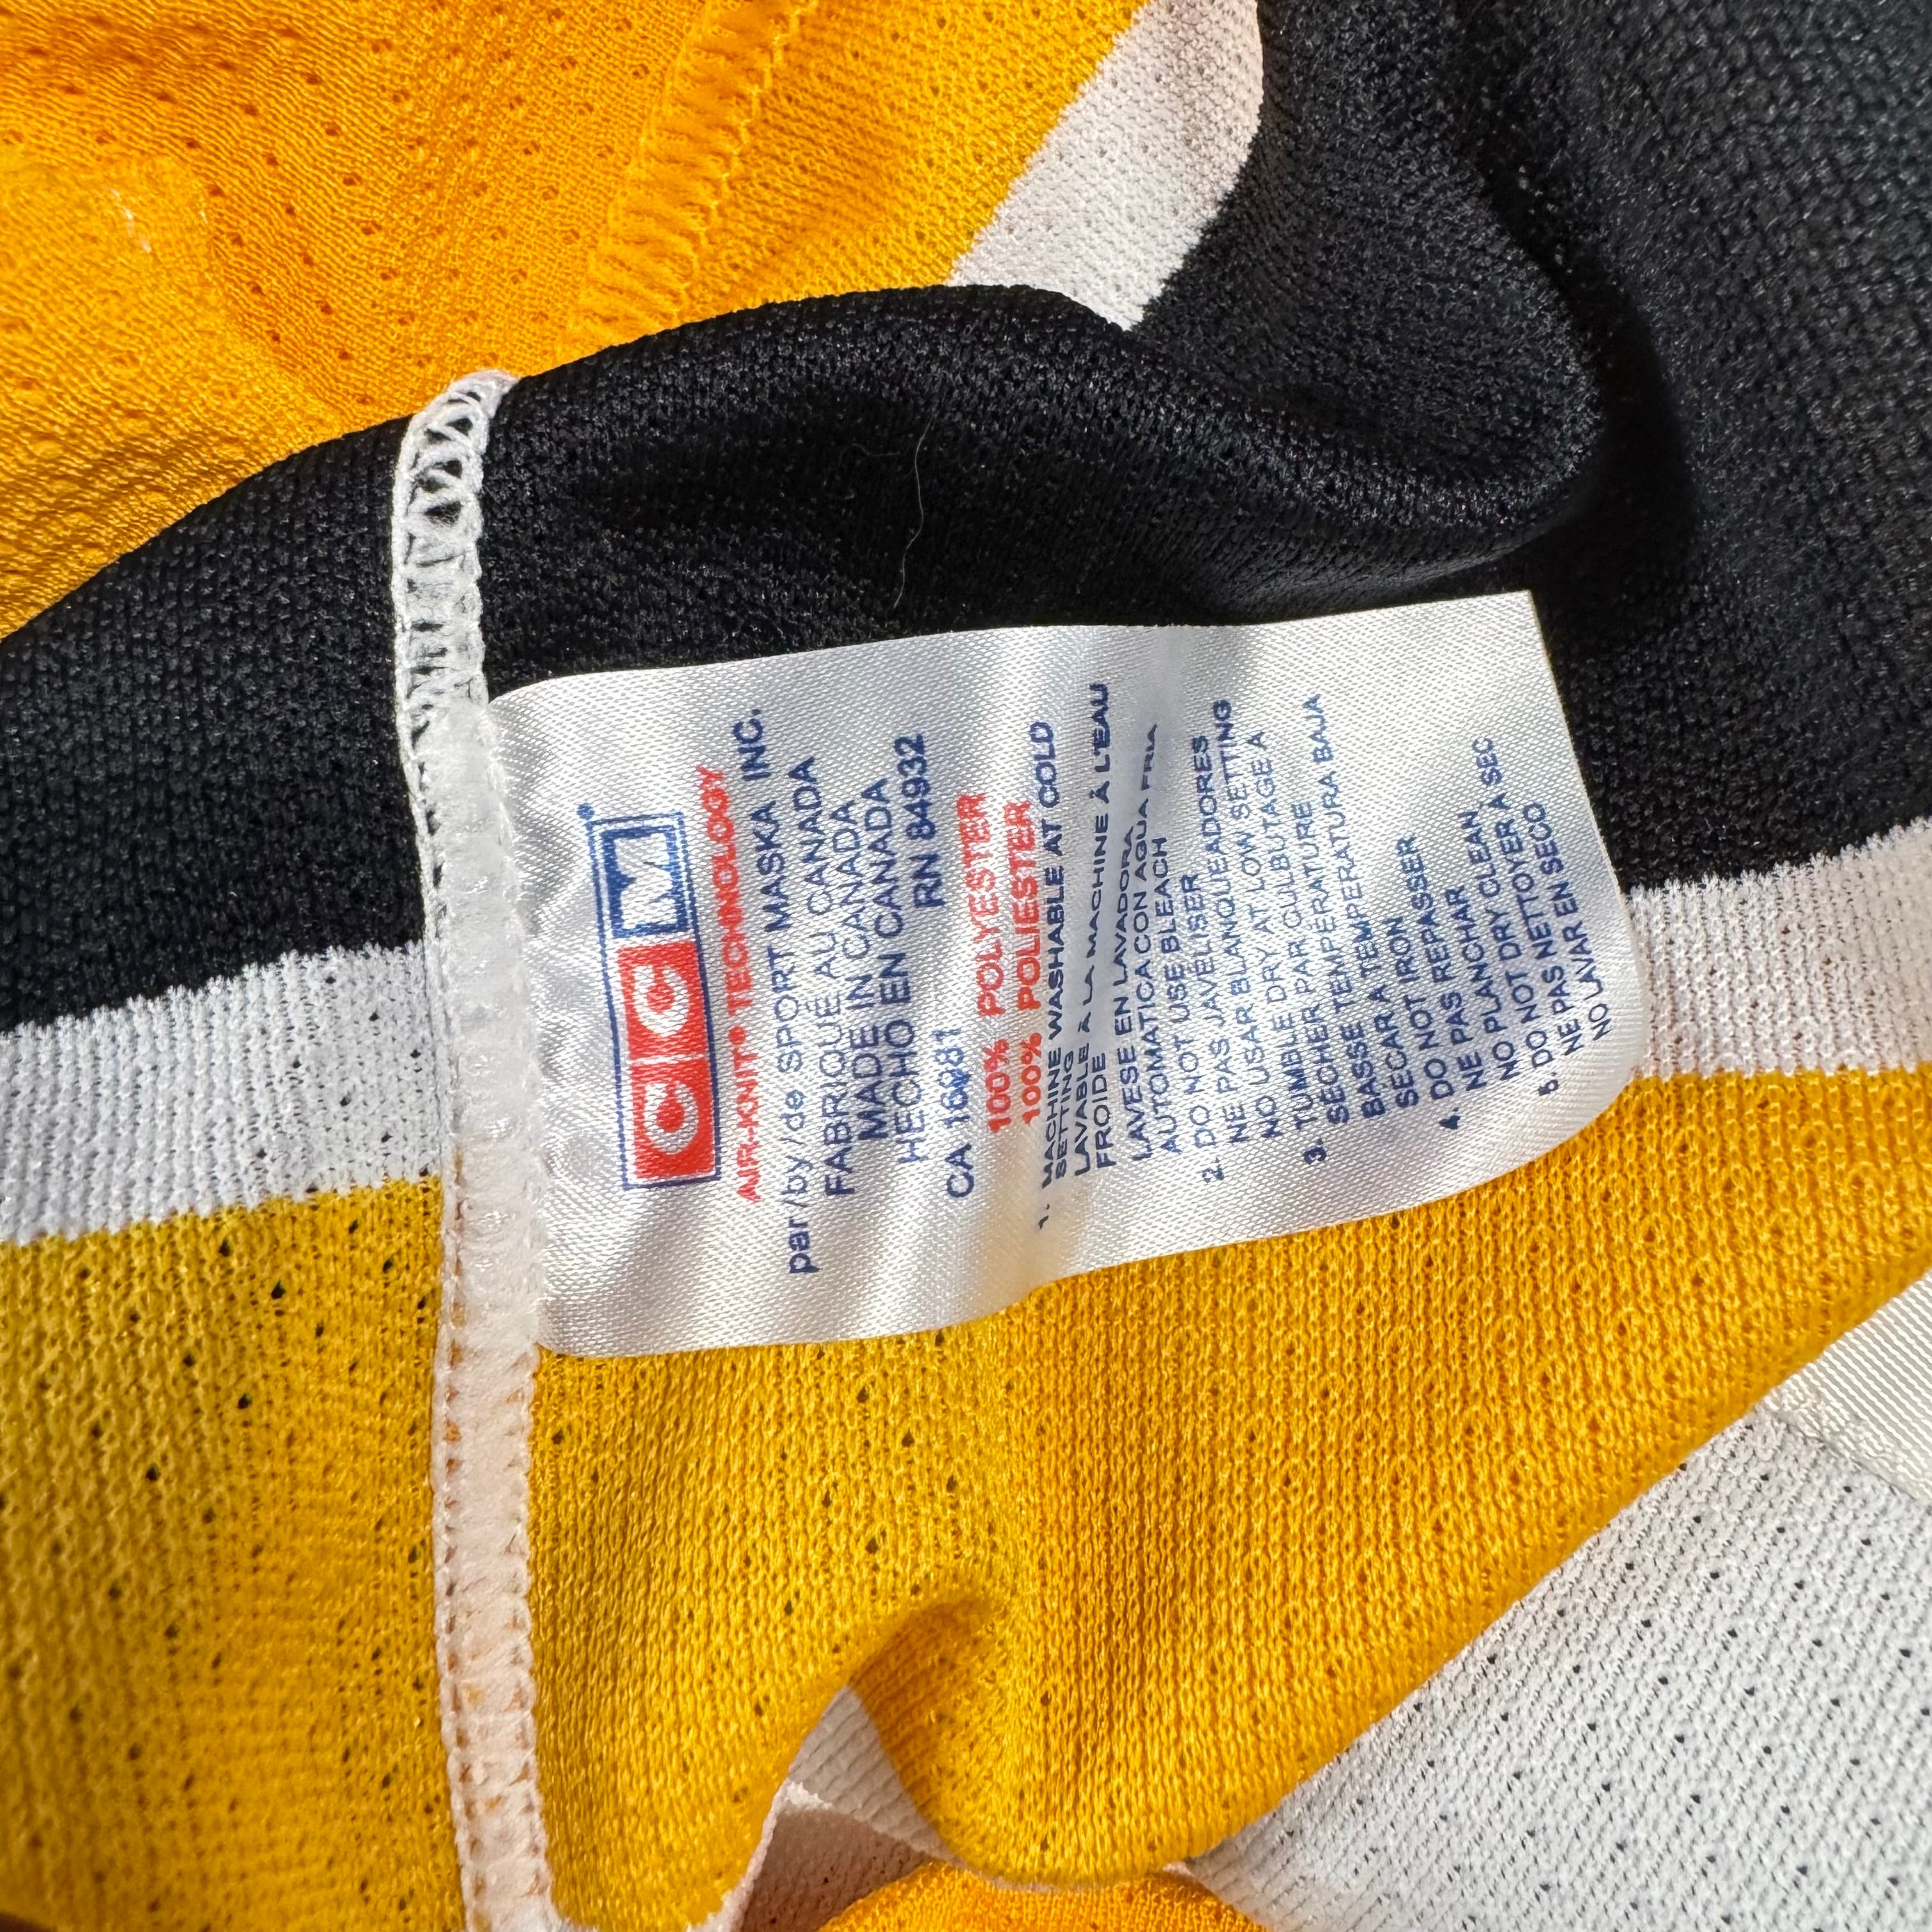 CCM®
AIR-KNIT® TECHNOLOGY
par/by/de SPORT MASKA INC.
FABRIQUÉ AU CANADA
MADE IN CANADA
HECHO EN CANADA
CA 16981 RN 84932
100% POLYESTER
100% POLIESTER
1. MACHINE WASHABLE AT COLD
SETTING
LAVABLE À LA MACHINE À L'EAU
FROIDE
LAVESE EN LAVADORA
AUTOMATICA CON AGUA FRIA
2. DO NOT USE BLEACH
NE PAS JAVELISER
NO USAR BLANQUEADORES
3. TUMBLE DRY AT LOW SETTING
SÉCHER PAR CULBUTAGE À
BASSE TEMPÉRATURE
SECAR A TEMPERATURA BAJA
4. DO NOT IRON
NE PAS REPASSER
NO PLANCHAR
5. DO NOT DRY CLEAN
NE PAS NETTOYER A SEC
NO LAVAR EN SECO